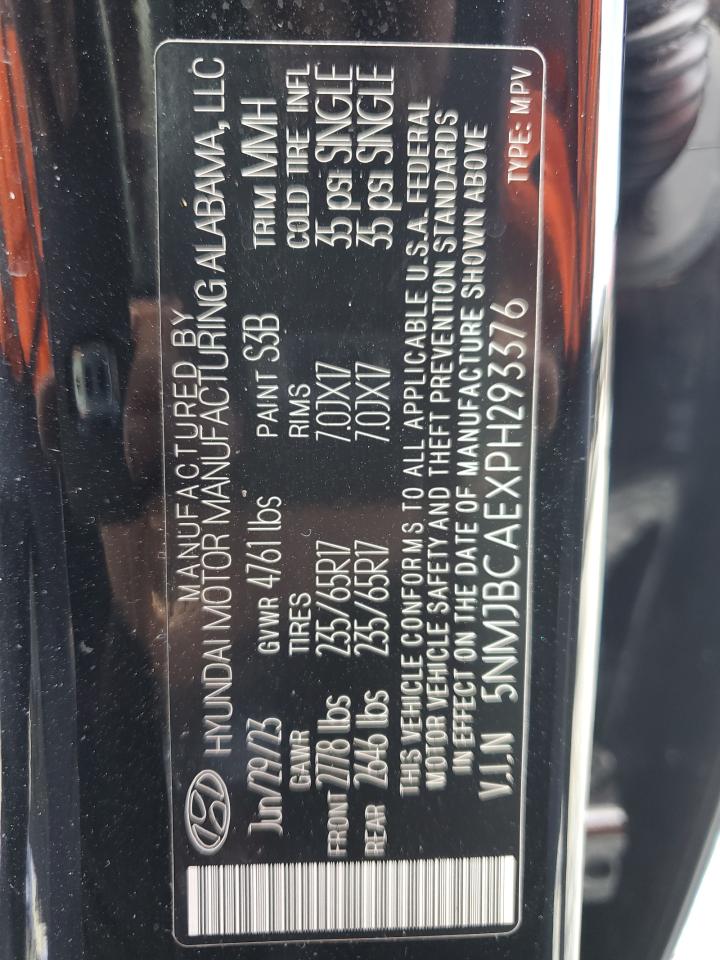 MANUFACTURED BY
HYUNDAI MOTOR MANUFACTURING ALABAMA, LLC
Jun/29/23 GVWR 4761 lbs PAINT S3B TRIM MMH
GAWR TIRES RIMS COLD TIRE INFL
FRONT 2778 lbs 235/65R17 7.0JX17 35 psi SINGLE
REAR 2646 lbs 235/65R17 7.0JX17 35 psi SINGLE
THIS VEHICLE CONFORMS TO ALL APPLICABLE U.S.A. FEDERAL
MOTOR VEHICLE SAFETY AND THEFT PREVENTION STANDARDS
IN EFFECT ON THE DATE OF MANUFACTURE SHOWN ABOVE
V.I.N 5NMJBCAEXPH293376
TYPE: MPV